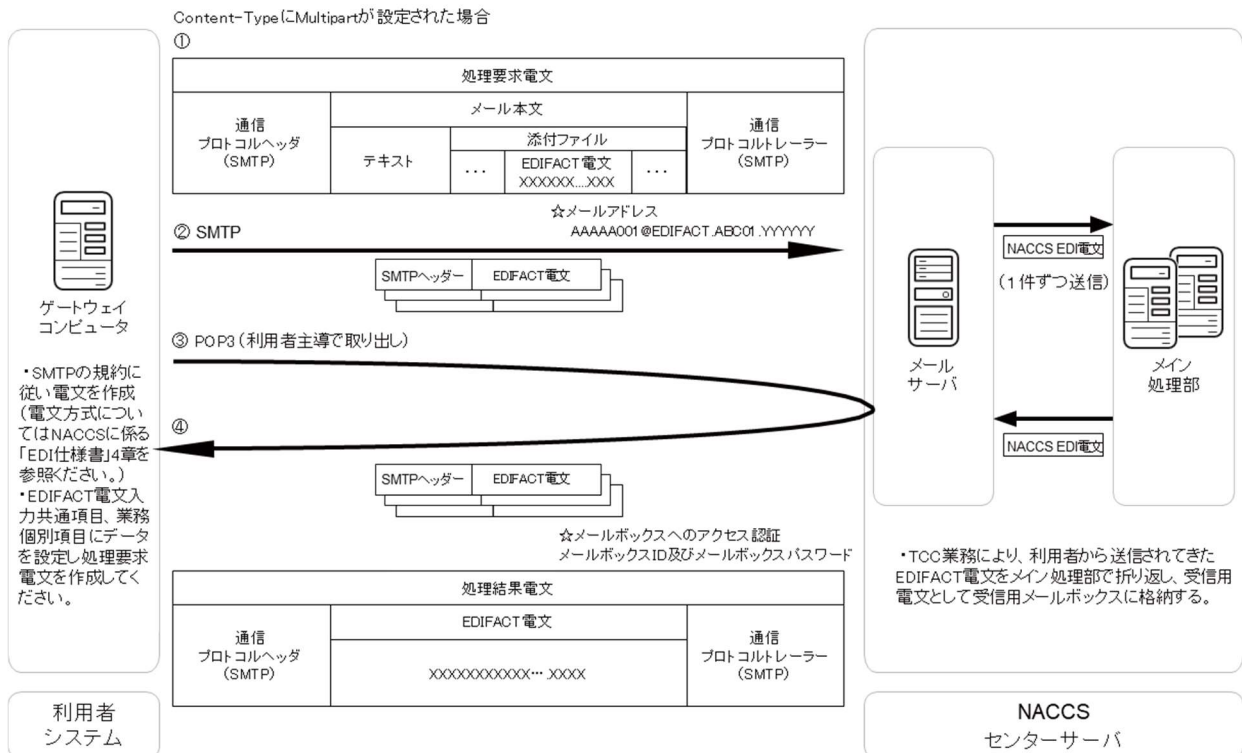 Content-TypeにMultipartが設定された場合
①
処理要求電文
通信
プロトコルヘッダ
(SMTP)
メール本文
テキスト
添付ファイル
...
EDIFACT電文
XXXXXX....XXX
...
通信
プロトコルトレーラー
(SMTP)
☆メールアドレス
AAAAA001@EDIFACT.ABC01.YYYYYY
② SMTP
SMTPヘッダー
EDIFACT電文
③ POP3(利用者主導で取り出し)
④
SMTPヘッダー
EDIFACT電文
☆メールボックスへのアクセス認証
メールボックスID及びメールボックスパスワード
処理結果電文
通信
プロトコルヘッダ
(SMTP)
EDIFACT電文
XXXXXXXXXXX….XXXX
通信
プロトコルトレーラー
(SMTP)
ゲートウェイ
コンピュータ
・SMTPの規約に
従い電文を作成
(電文方式につい
てはNACCSに係る
「EDI仕様書」4章を
参照ください。)
・EDIFACT電文入
力共通項目、業務
個別項目にデータ
を設定し処理要求
電文を作成してく
ださい。
利用者
システム
メール
サーバ
NACCS EDI電文
(1件ずつ送信)
メイン
処理部
NACCS EDI電文
・TCC業務により、利用者から送信されてきた
EDIFACT電文をメイン処理部で折り返し、受信用
電文として受信用メールボックスに格納する。
NACCS
センターサーバ